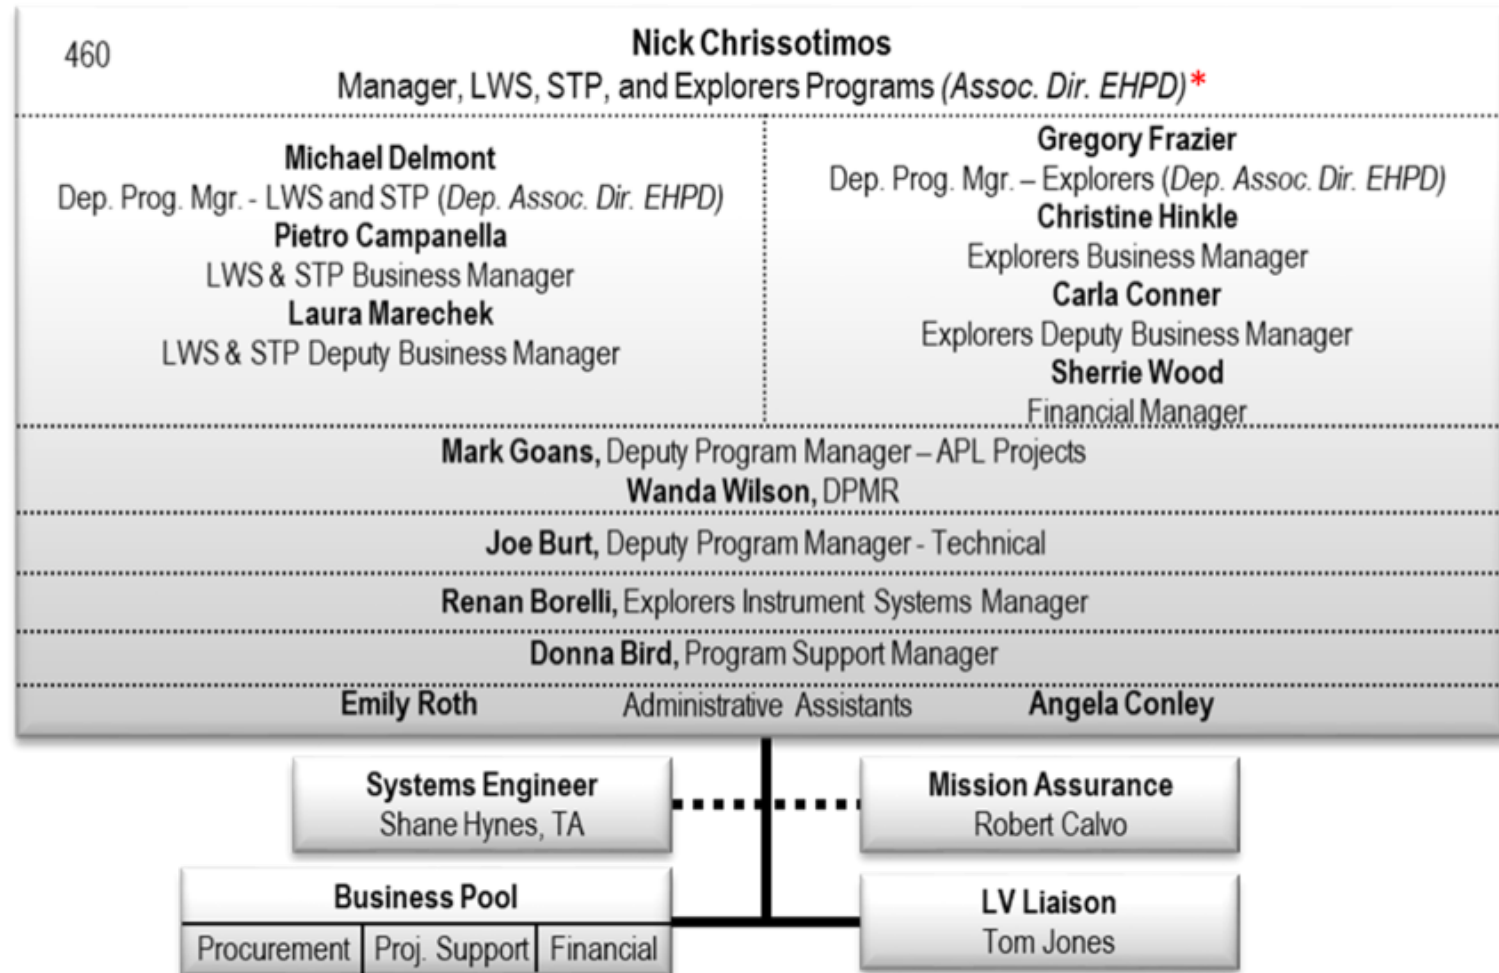 460
Nick Chrissotimos
Manager, LWS, STP, and Explorers Programs (Assoc. Dir. EHPD)*
Michael Delmont
Dep. Prog. Mgr. - LWS and STP (Dep. Assoc. Dir. EHPD)
Pietro Campanella
LWS & STP Business Manager
Laura Marechek
LWS & STP Deputy Business Manager
Gregory Frazier
Dep. Prog. Mgr. – Explorers (Dep. Assoc. Dir. EHPD)
Christine Hinkle
Explorers Business Manager
Carla Conner
Explorers Deputy Business Manager
Sherrie Wood
Financial Manager
Mark Goans, Deputy Program Manager – APL Projects
Wanda Wilson, DPMR
Joe Burt, Deputy Program Manager - Technical
Renan Borelli, Explorers Instrument Systems Manager
Donna Bird, Program Support Manager
Emily Roth Administrative Assistants Angela Conley
Systems Engineer
Shane Hynes, TA
Mission Assurance
Robert Calvo
Business Pool
Procurement Proj. Support Financial
LV Liaison
Tom Jones